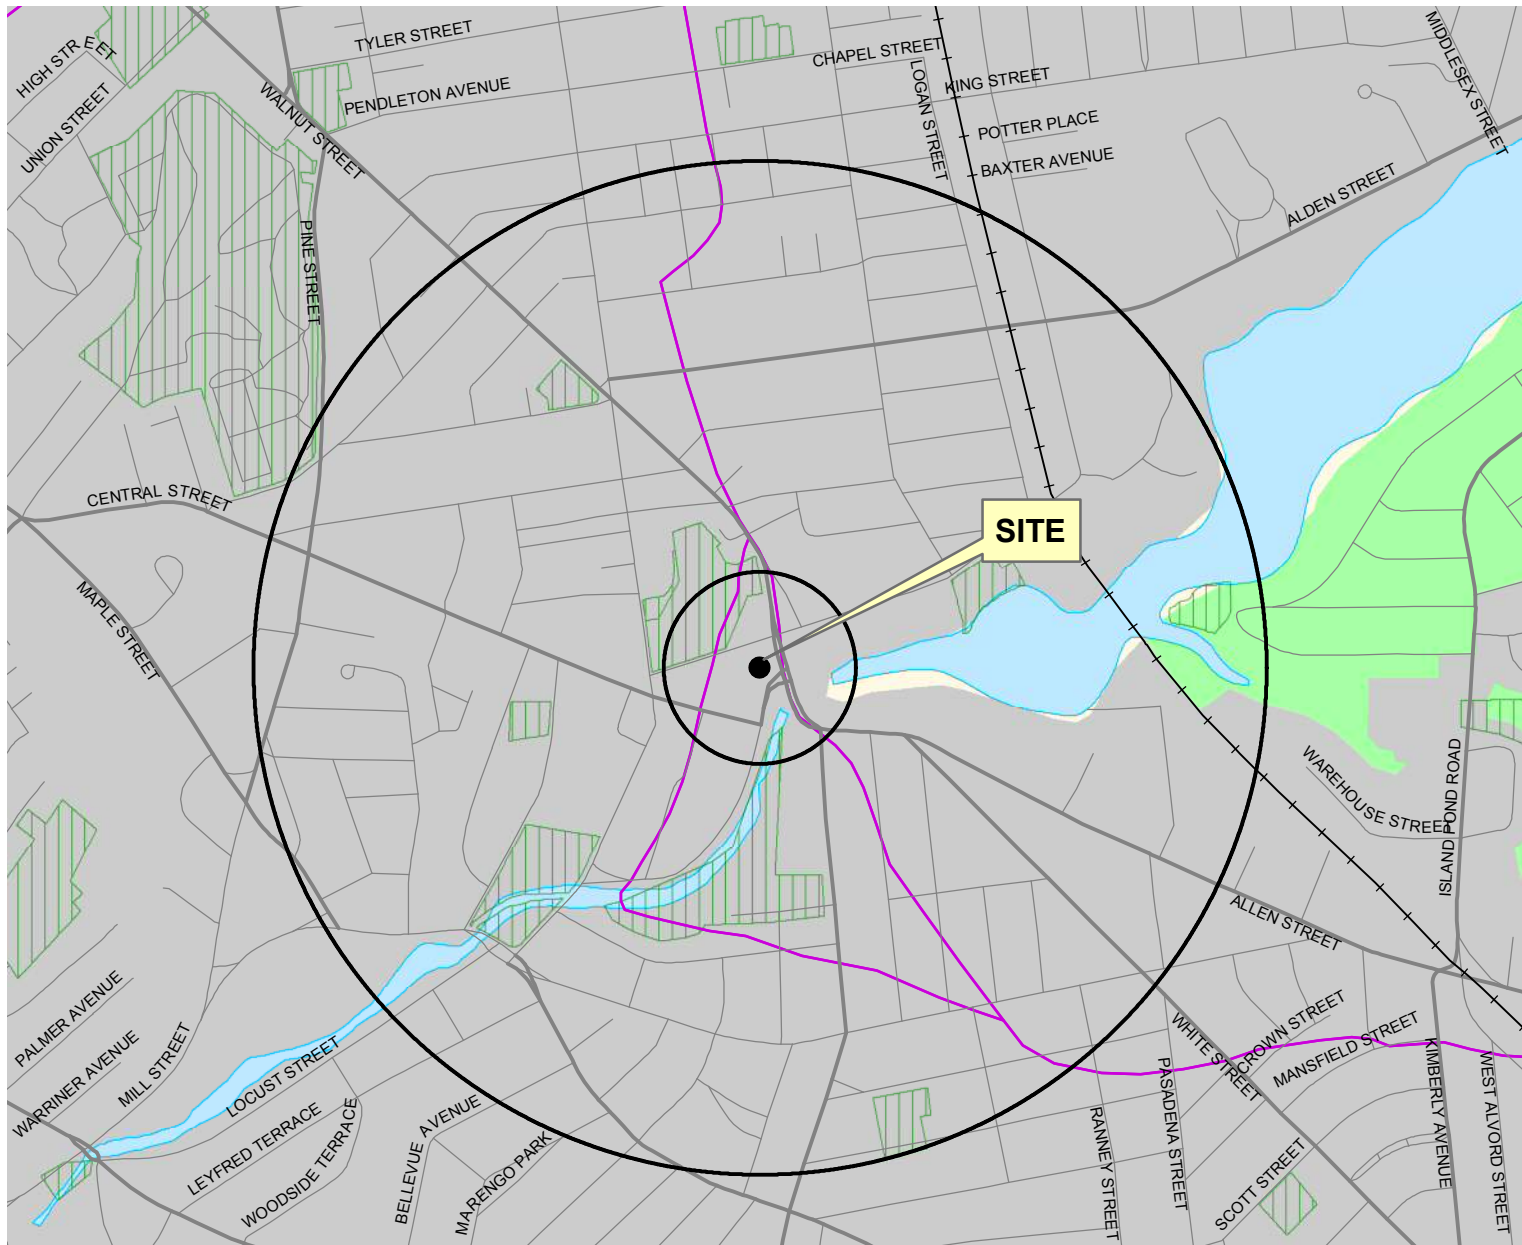 TYLER STREET
HIGH STREET
CHAPEL STREET
MIDDLESEX STREET
KING STREET
PENDLETON AVENUE
WALNUT STREET
LOGAN STREET
UNION STREET
POTTER PLACE
BAXTER AVENUE
ALDEN STREET
PINE STREET
CENTRAL STREET
SITE
MAPLE STREET
WAREHOUSE STREET
ISLAND POND ROAD
ALLEN STREET
PALMER AVENUE
WARRINER AVENUE
MILL STREET
LOCUST STREET
WHITE STREET
CROWN STREET
MANSFIELD STREET
LEYFRED TERRACE
WOODSIDE TERRACE
BELLEVUE AVENUE
MARENGO PARK
RANNEY STREET
PASADENA STREET
SCOTT STREET
KIMBERLY AVENUE
WEST ALVORD STREET